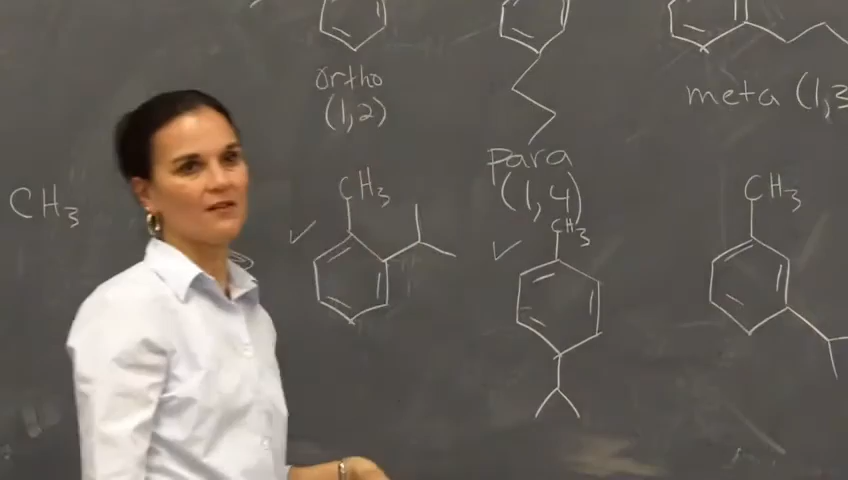 ortho
(1,2)
para
(1,4)
meta (1,3
CH3
CH3
CH3
CH3